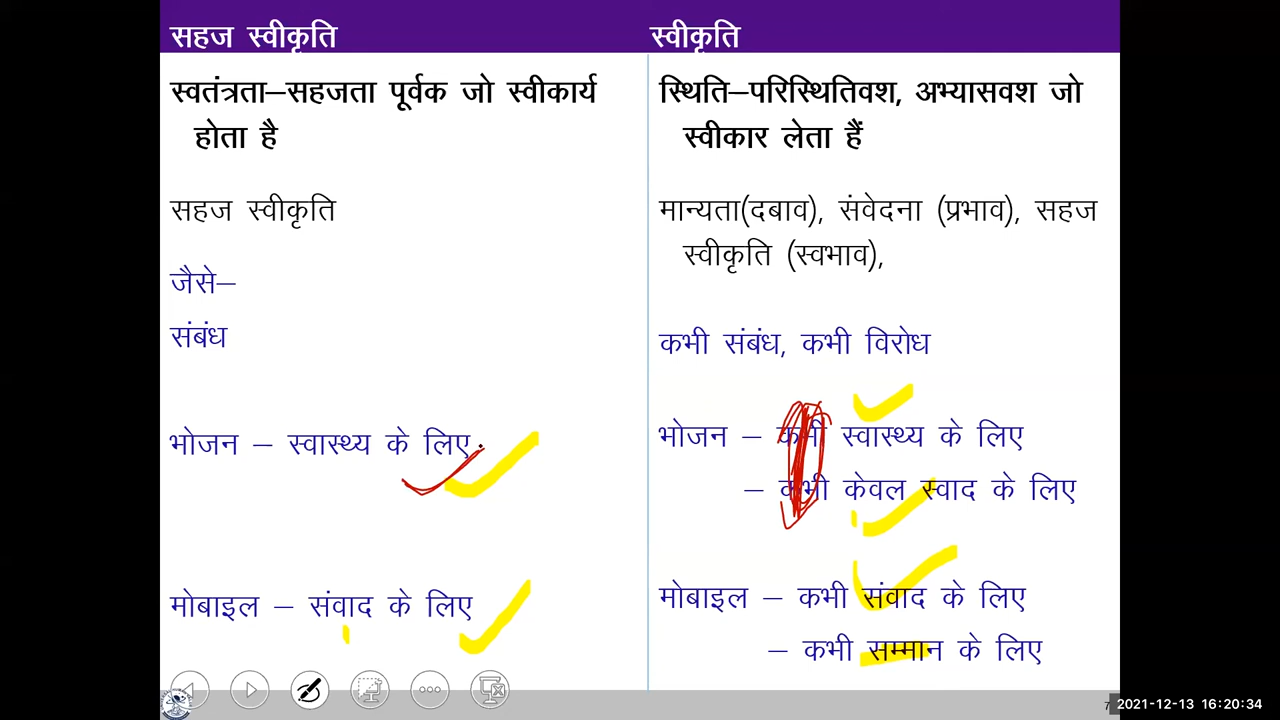 सहज स्वीकृति
स्वीकृति
स्वतंत्रता–सहजता पूर्वक जो स्वीकार्य
होता है
सहज स्वीकृति
जैसे–
संबंध
भोजन – स्वास्थ्य के लिए
मोबाइल – संवाद के लिए
स्थिति–परिस्थितिवश, अभ्यासवश जो
स्वीकार लेता हैं
मान्यता(दबाव), संवेदना (प्रभाव), सहज
स्वीकृति (स्वभाव),
कभी संबंध, कभी विरोध
भोजन – कभी स्वास्थ्य के लिए
– कभी केवल स्वाद के लिए
मोबाइल – कभी संवाद के लिए
– कभी सम्मान के लिए
7
2021-12-13 16:20:34